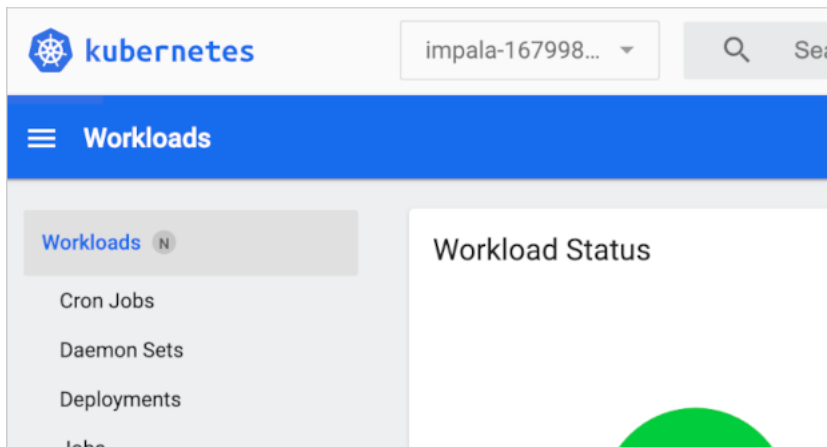 kubernetes
impala-167998...
Workloads
Workloads N
Workload Status
Cron Jobs
Daemon Sets
Deployments